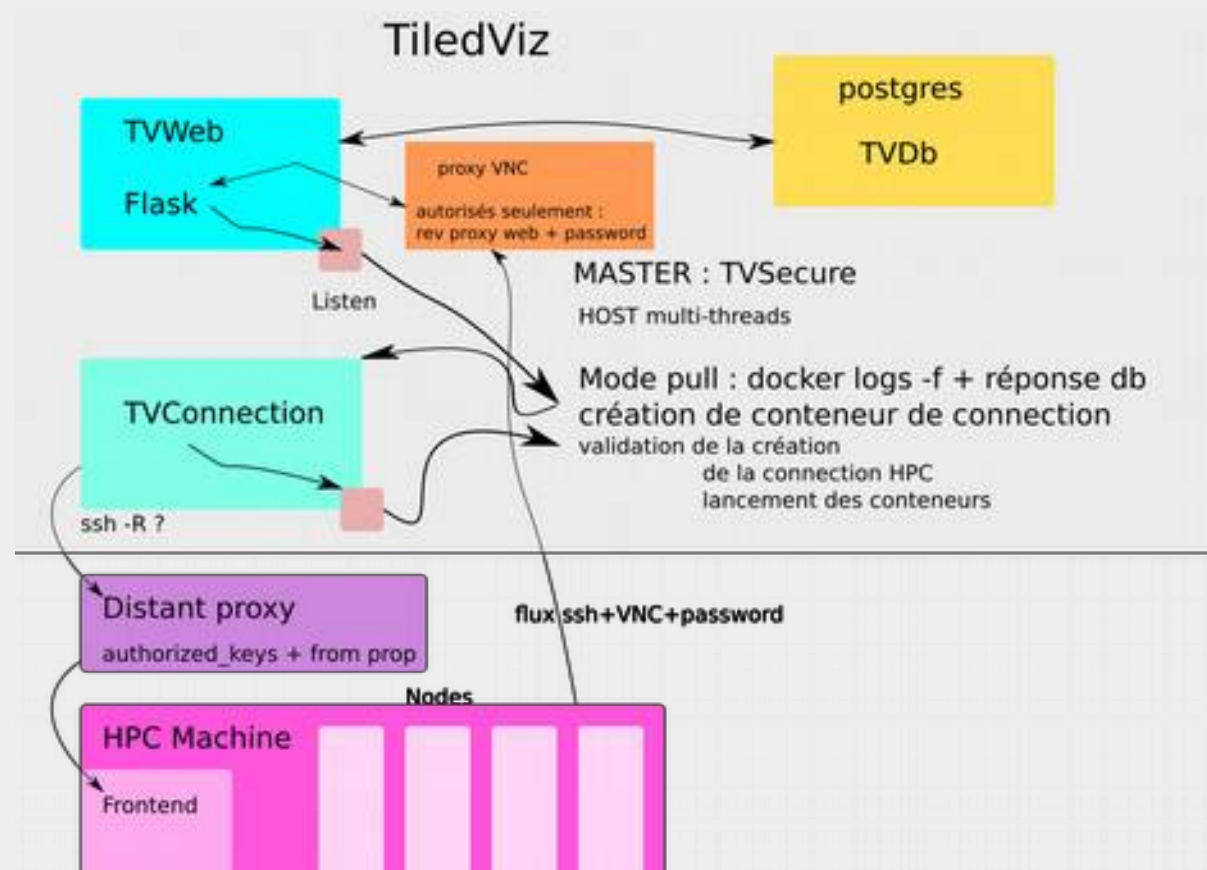 TiledViz
TVWeb
Flask
Listen
proxy VNC
autorisés seulement :
rev proxy web + password
postgres
TVDb
MASTER : TVSecure
HOST multi-threads
Mode pull : docker logs -f + réponse db
création de conteneur de connection
validation de la création
de la connection HPC
lancement des conteneurs
TVConnection
ssh -R ?
Distant proxy
authorized_keys + from prop
flux ssh+VNC+password
Nodes
HPC Machine
Frontend